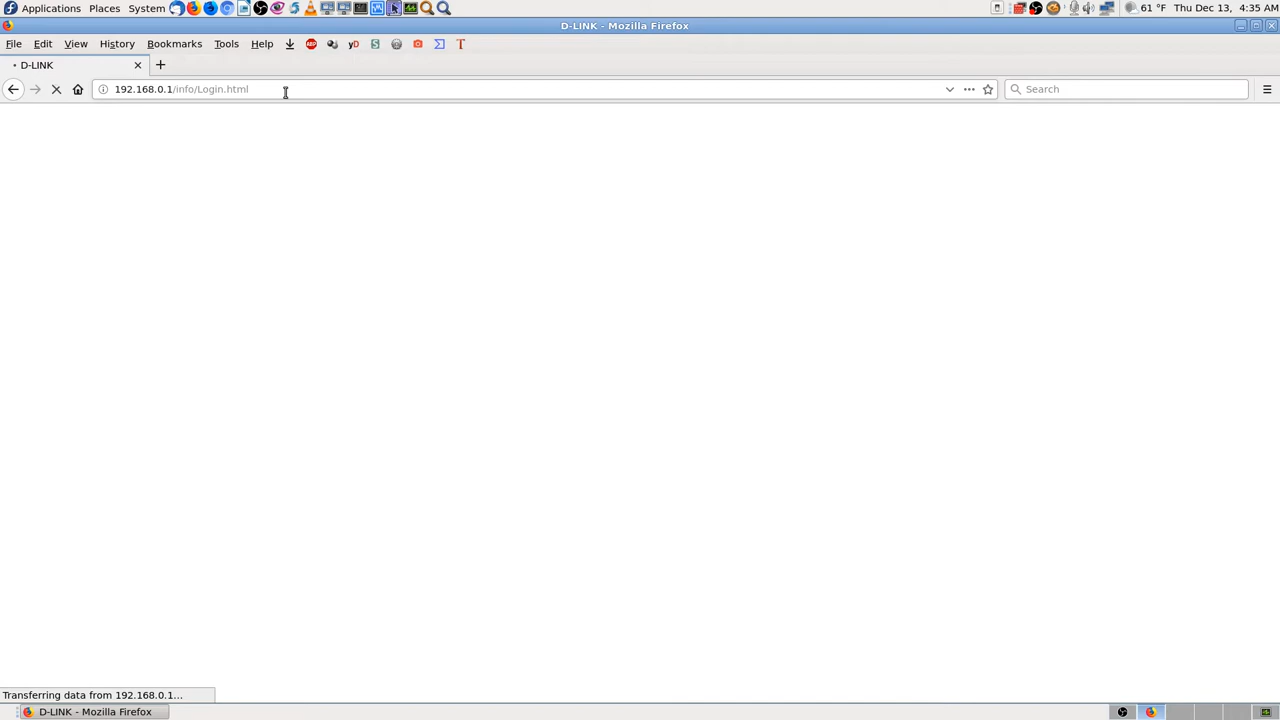 Applications Places System 61 °F Thu Dec 13, 4:35 AM
D-LINK - Mozilla Firefox
File Edit View History Bookmarks Tools Help ABP yD S T
D-LINK
192.168.0.1/info/Login.html Search
Transferring data from 192.168.0.1...
D-LINK - Mozilla Firefox